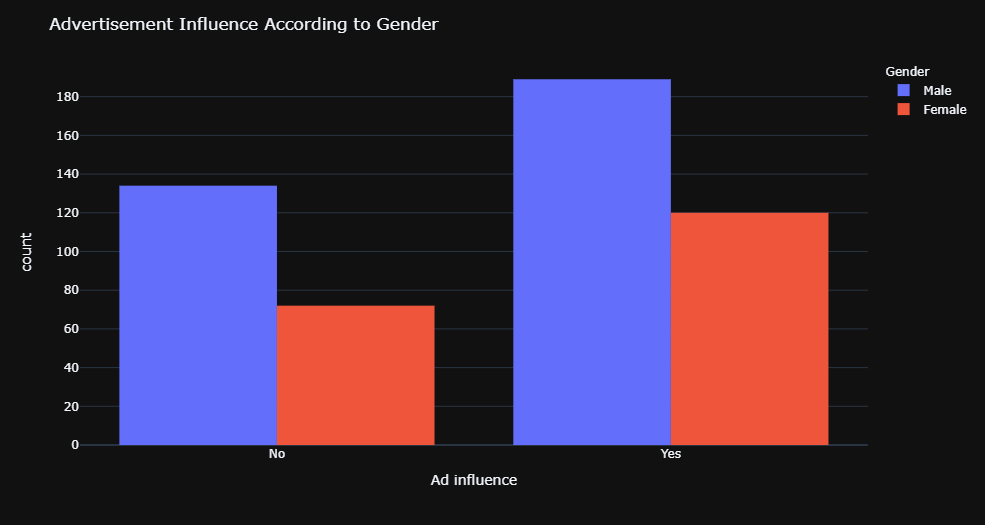 Advertisement Influence According to Gender
Gender
Male
Female
count
180
160
140
120
100
80
60
40
20
0
No
Yes
Ad influence